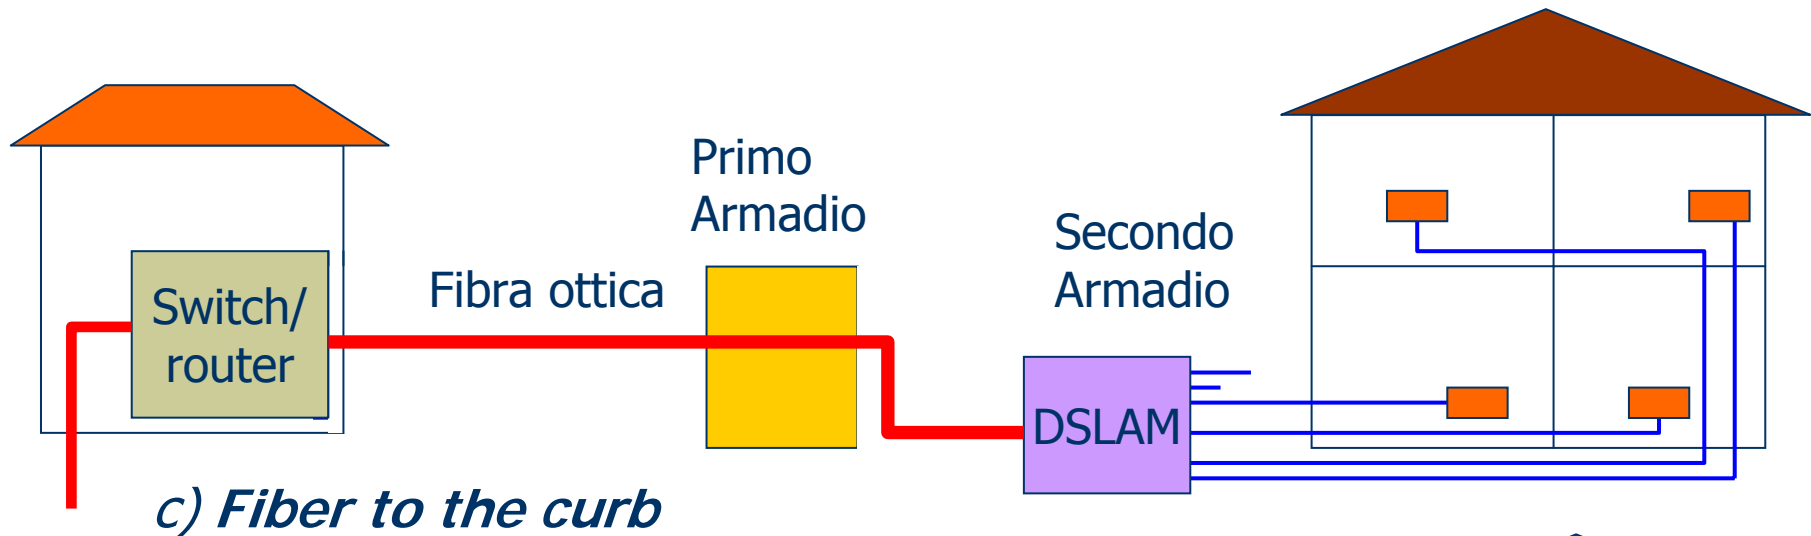 Primo
Armadio
Secondo
Armadio
Fibra ottica
Switch/
router
DSLAM
c) Fiber to the curb